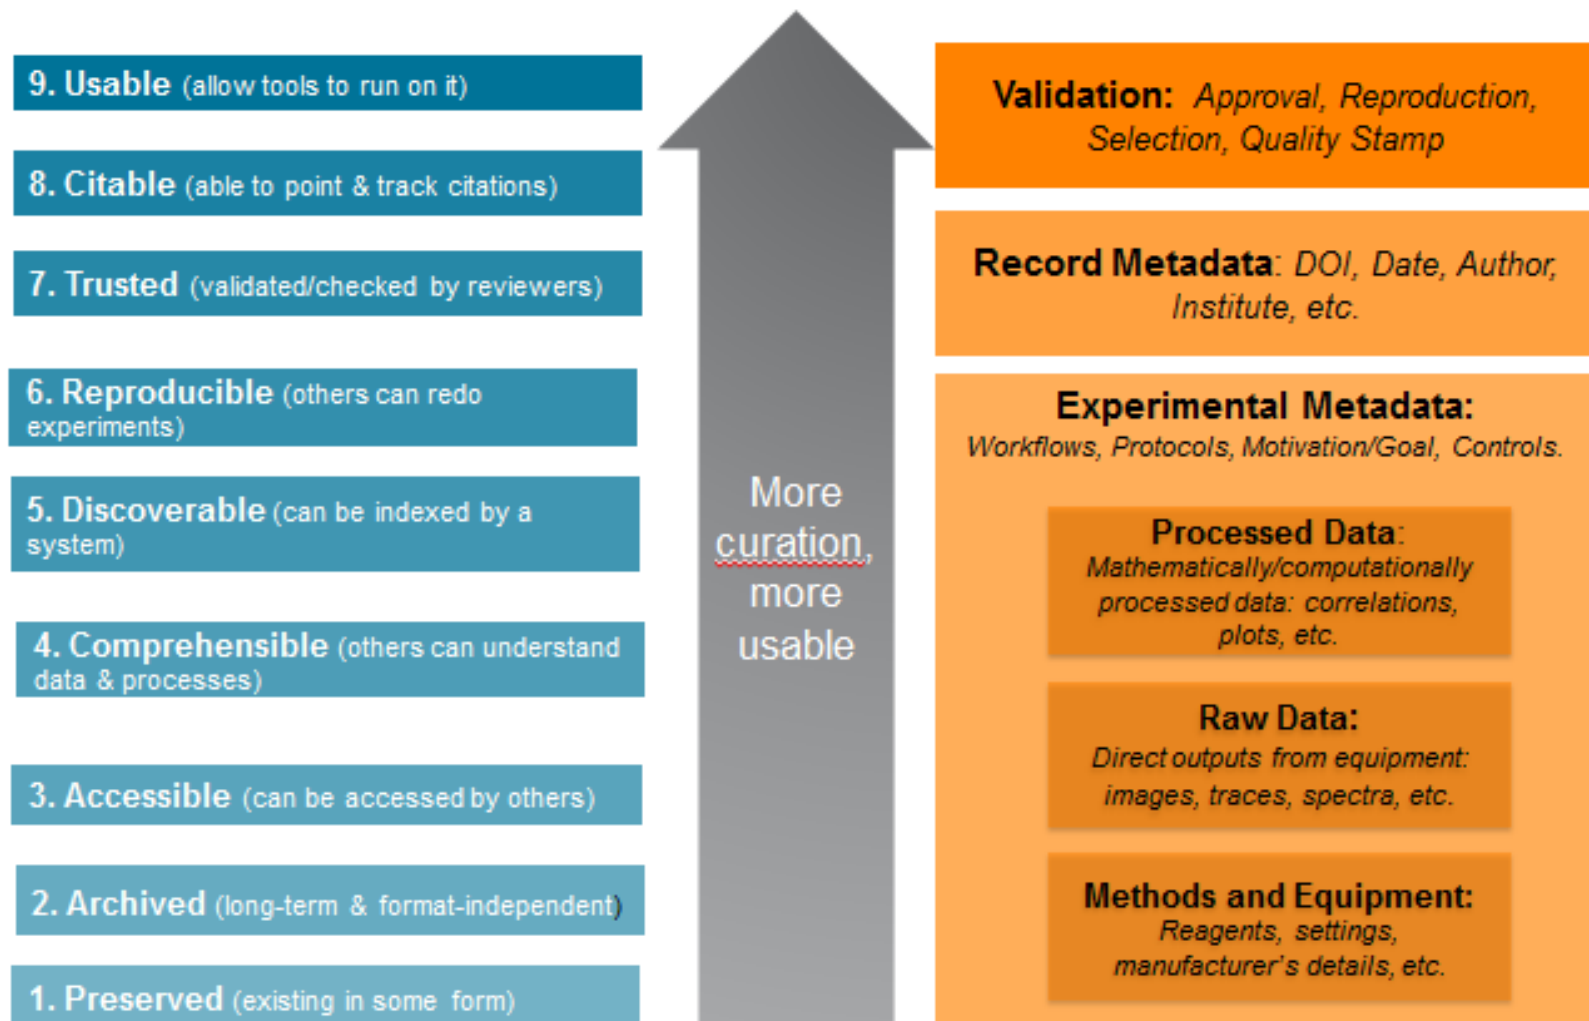 9. Usable (allow tools to run on it)
8. Citable (able to point & track citations)
7. Trusted (validated/checked by reviewers)
6. Reproducible (others can redo
experiments)
5. Discoverable (can be indexed by a
system)
4. Comprehensible (others can understand
data & processes)
3. Accessible (can be accessed by others)
2. Archived (long-term & format-independent)
1. Preserved (existing in some form)
More
curation,
more
usable
Validation: Approval, Reproduction,
Selection, Quality Stamp
Record Metadata: DOI, Date, Author,
Institute, etc.
Experimental Metadata:
Workflows, Protocols, Motivation/Goal, Controls.
Processed Data:
Mathematically/computationally
processed data: correlations,
plots, etc.
Raw Data:
Direct outputs from equipment:
images, traces, spectra, etc.
Methods and Equipment:
Reagents, settings,
manufacturer's details, etc.